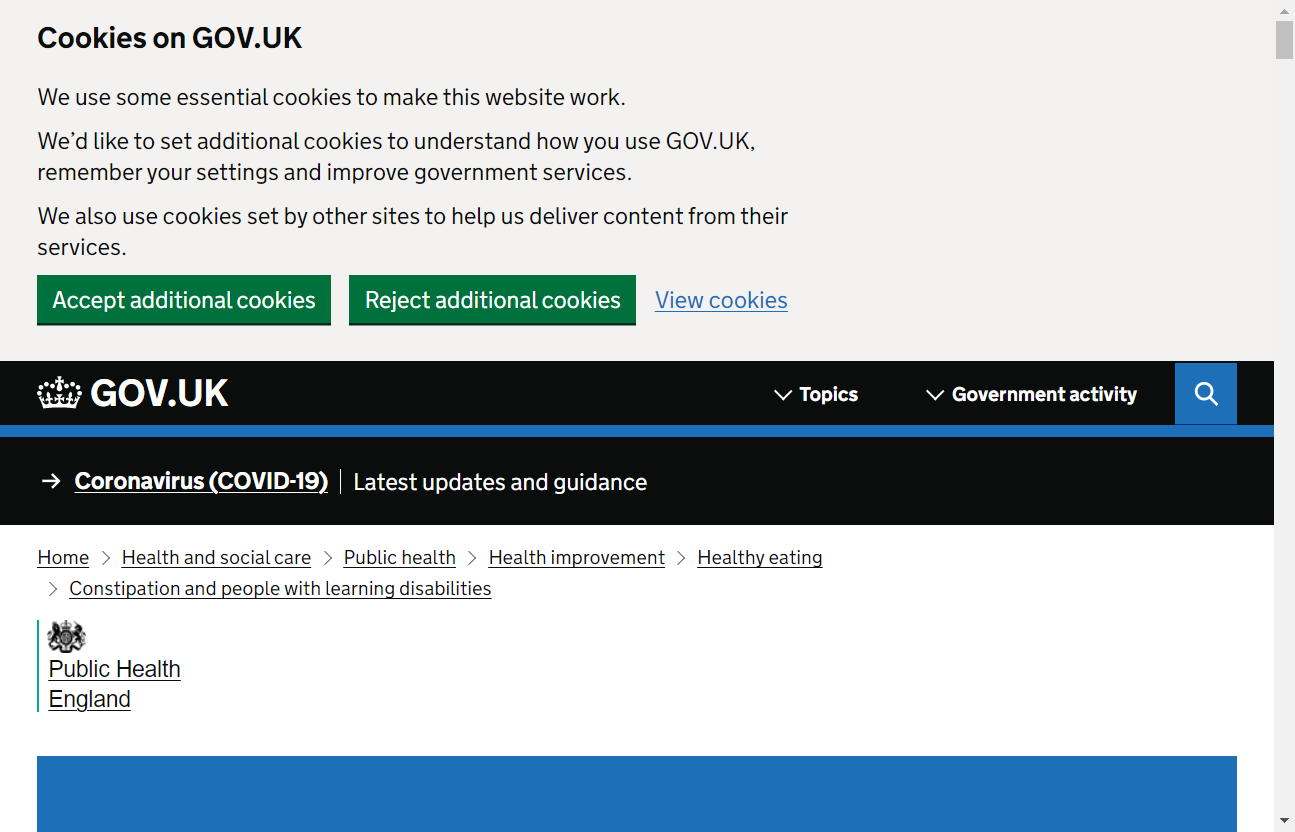 Cookies on GOV.UK
We use some essential cookies to make this website work.
We’d like to set additional cookies to understand how you use GOV.UK,
remember your settings and improve government services.
We also use cookies set by other sites to help us deliver content from their
services.
Accept additional cookies Reject additional cookies View cookies
GOV.UK Topics Government activity
Coronavirus (COVID-19) Latest updates and guidance
Home Health and social care Public health Health improvement Healthy eating
Constipation and people with learning disabilities
Public Health
England